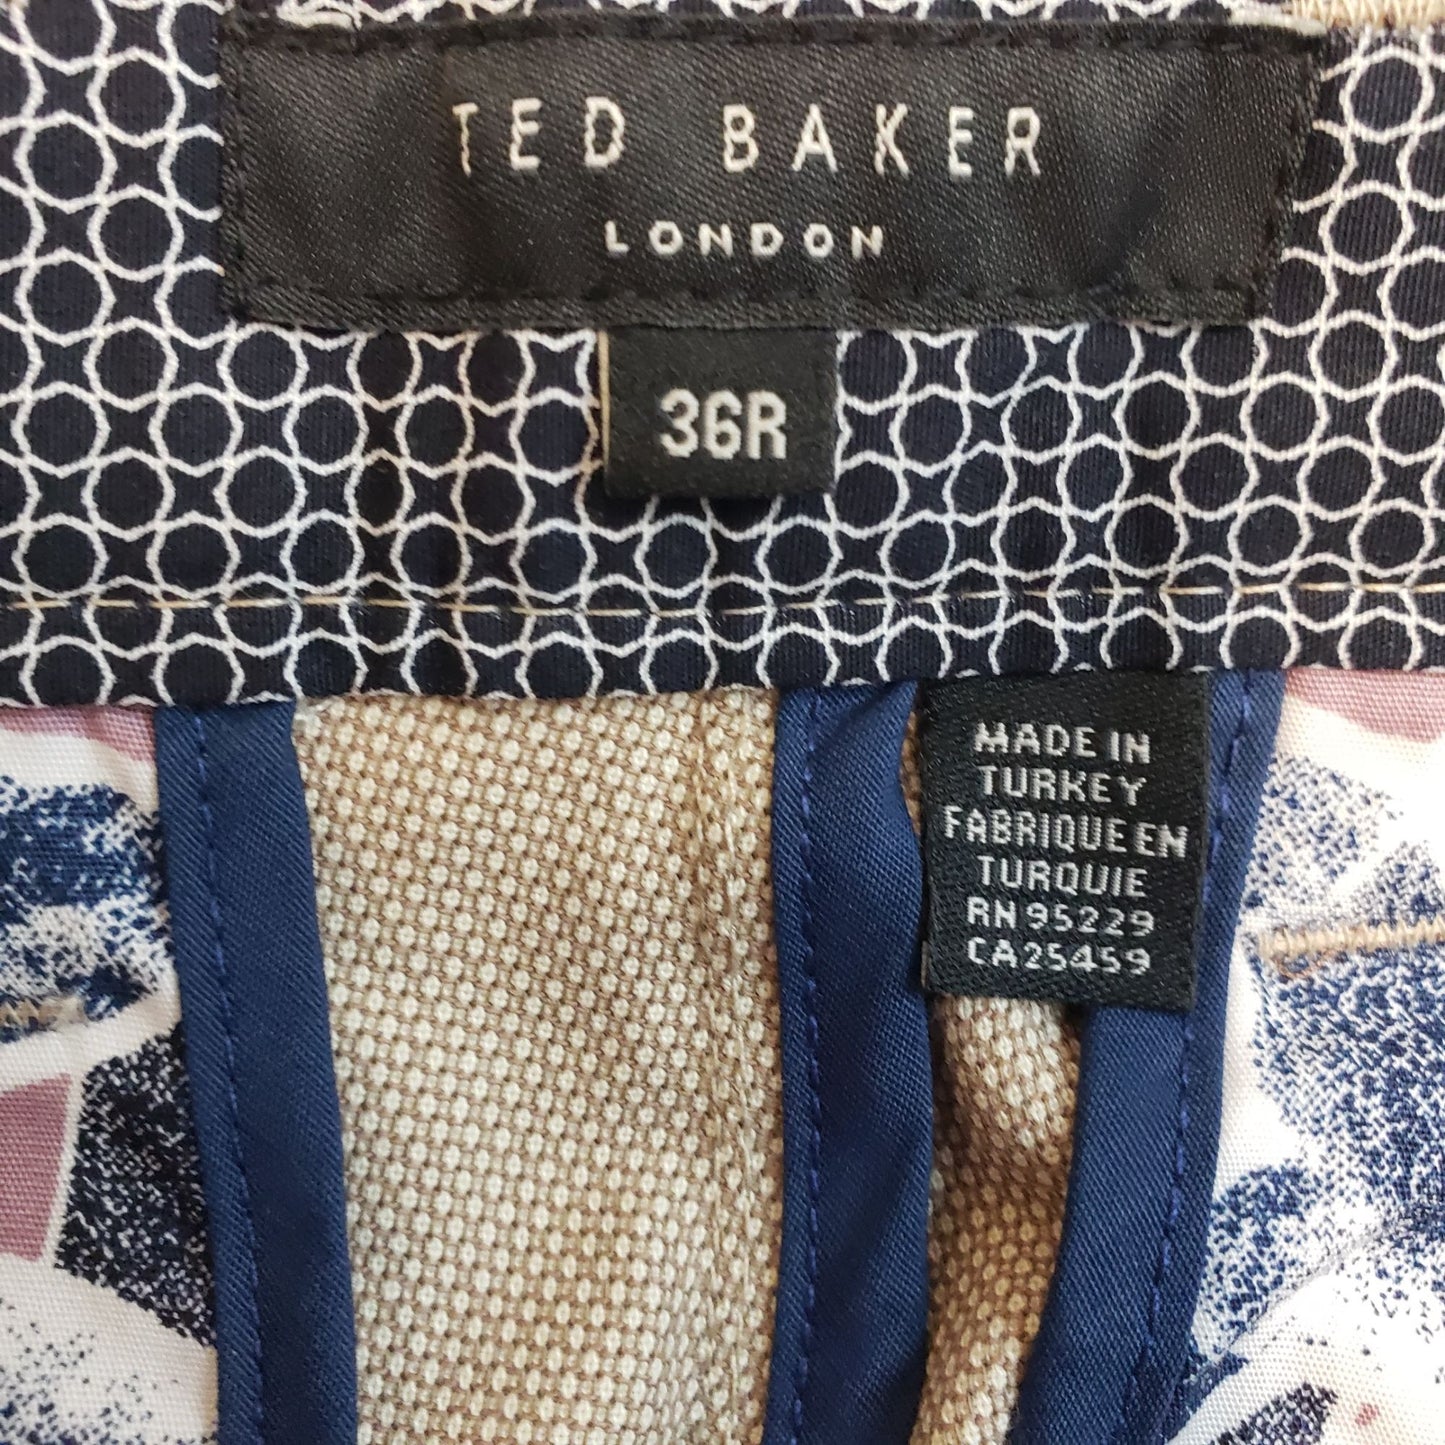 TED BAKER
LONDON
36R
MADE IN
TURKEY
FABRIQUE EN
TURQUIE
RN 95229
CA25459